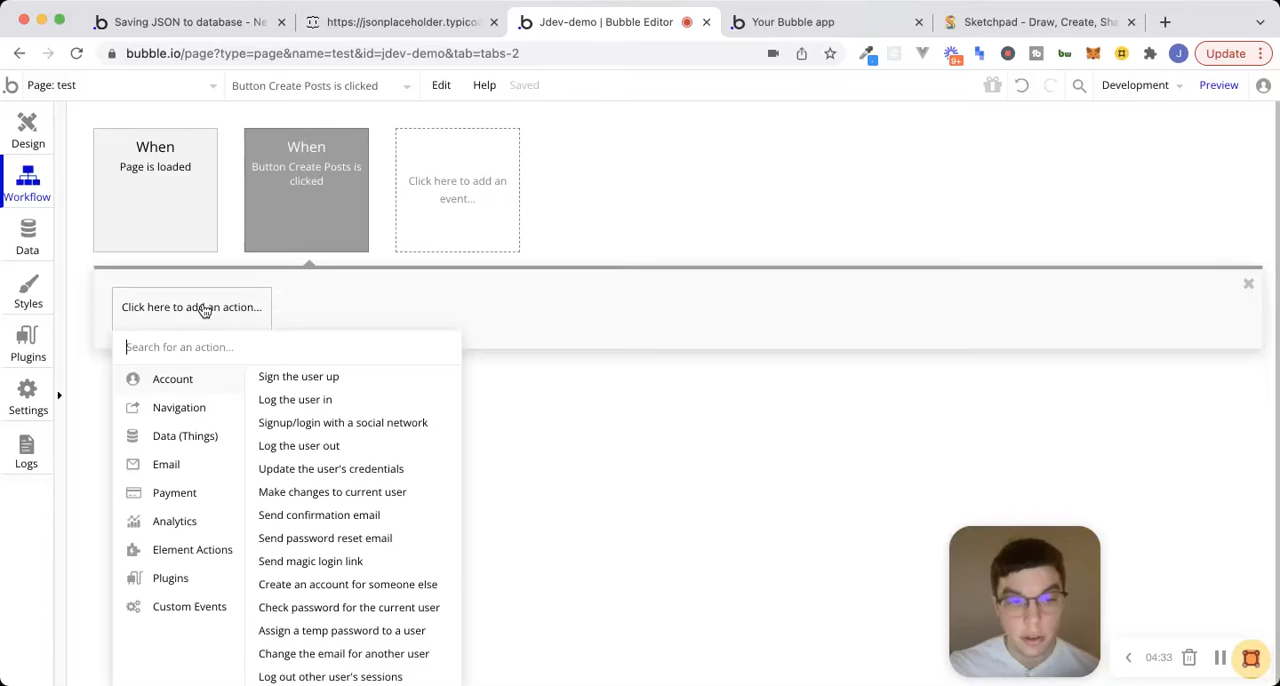 Saving JSON to database - Ne
https://jsonplaceholder.typico
Jdev-demo | Bubble Editor
Your Bubble app
Sketchpad - Draw, Create, Sha
bubble.io/page?type=page&name=test&id=jdev-demo&tab=tabs-2
9+
J
Update
Page: test
Button Create Posts is clicked
Edit
Help
Saved
Development
Preview
Design
Workflow
Data
Styles
Plugins
Settings
Logs
When
Page is loaded
When
Button Create Posts is
clicked
Click here to add an
event...
Click here to add an action...
Search for an action...
Account
Navigation
Data (Things)
Email
Payment
Analytics
Element Actions
Plugins
Custom Events
Sign the user up
Log the user in
Signup/login with a social network
Log the user out
Update the user's credentials
Make changes to current user
Send confirmation email
Send password reset email
Send magic login link
Create an account for someone else
Check password for the current user
Assign a temp password to a user
Change the email for another user
Log out other user's sessions
04:33